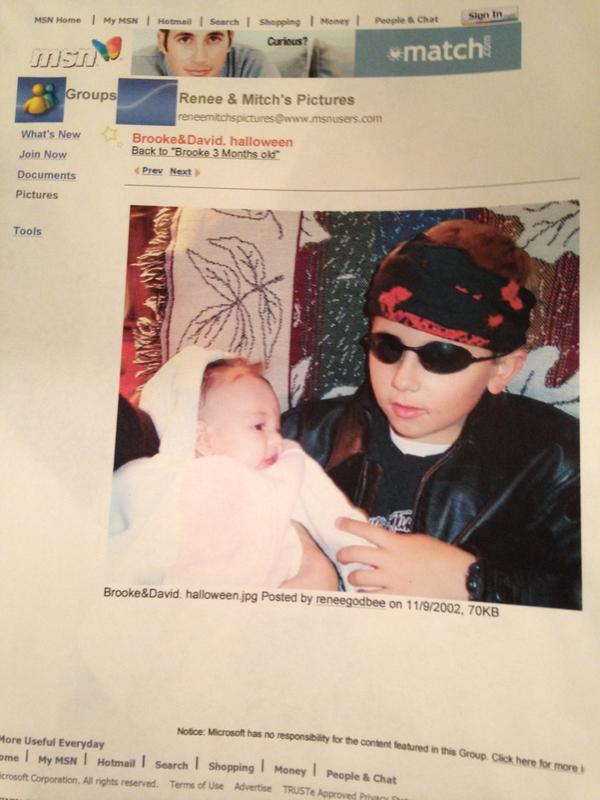 MSN Home | My MSN | Hotmail | Search | Shopping | Money | People & Chat
Sign In
msn
Curious?
match.com
Groups
Renee & Mitch's Pictures
reneemitchspictures@www.msnusers.com
What's New
Join Now
Documents
Pictures
Tools
Brooke&David. halloween
Back to "Brooke 3 Months old"
Prev Next
Brooke&David. halloween.jpg Posted by reneegodbee on 11/9/2002, 70KB
Notice: Microsoft has no responsibility for the content featured in this Group. Click here for more i
More Useful Everyday
ome | My MSN | Hotmail | Search | Shopping | Money | People & Chat
icrosoft Corporation. All rights reserved. Terms of Use Advertise TRUSTe Approved Privacy